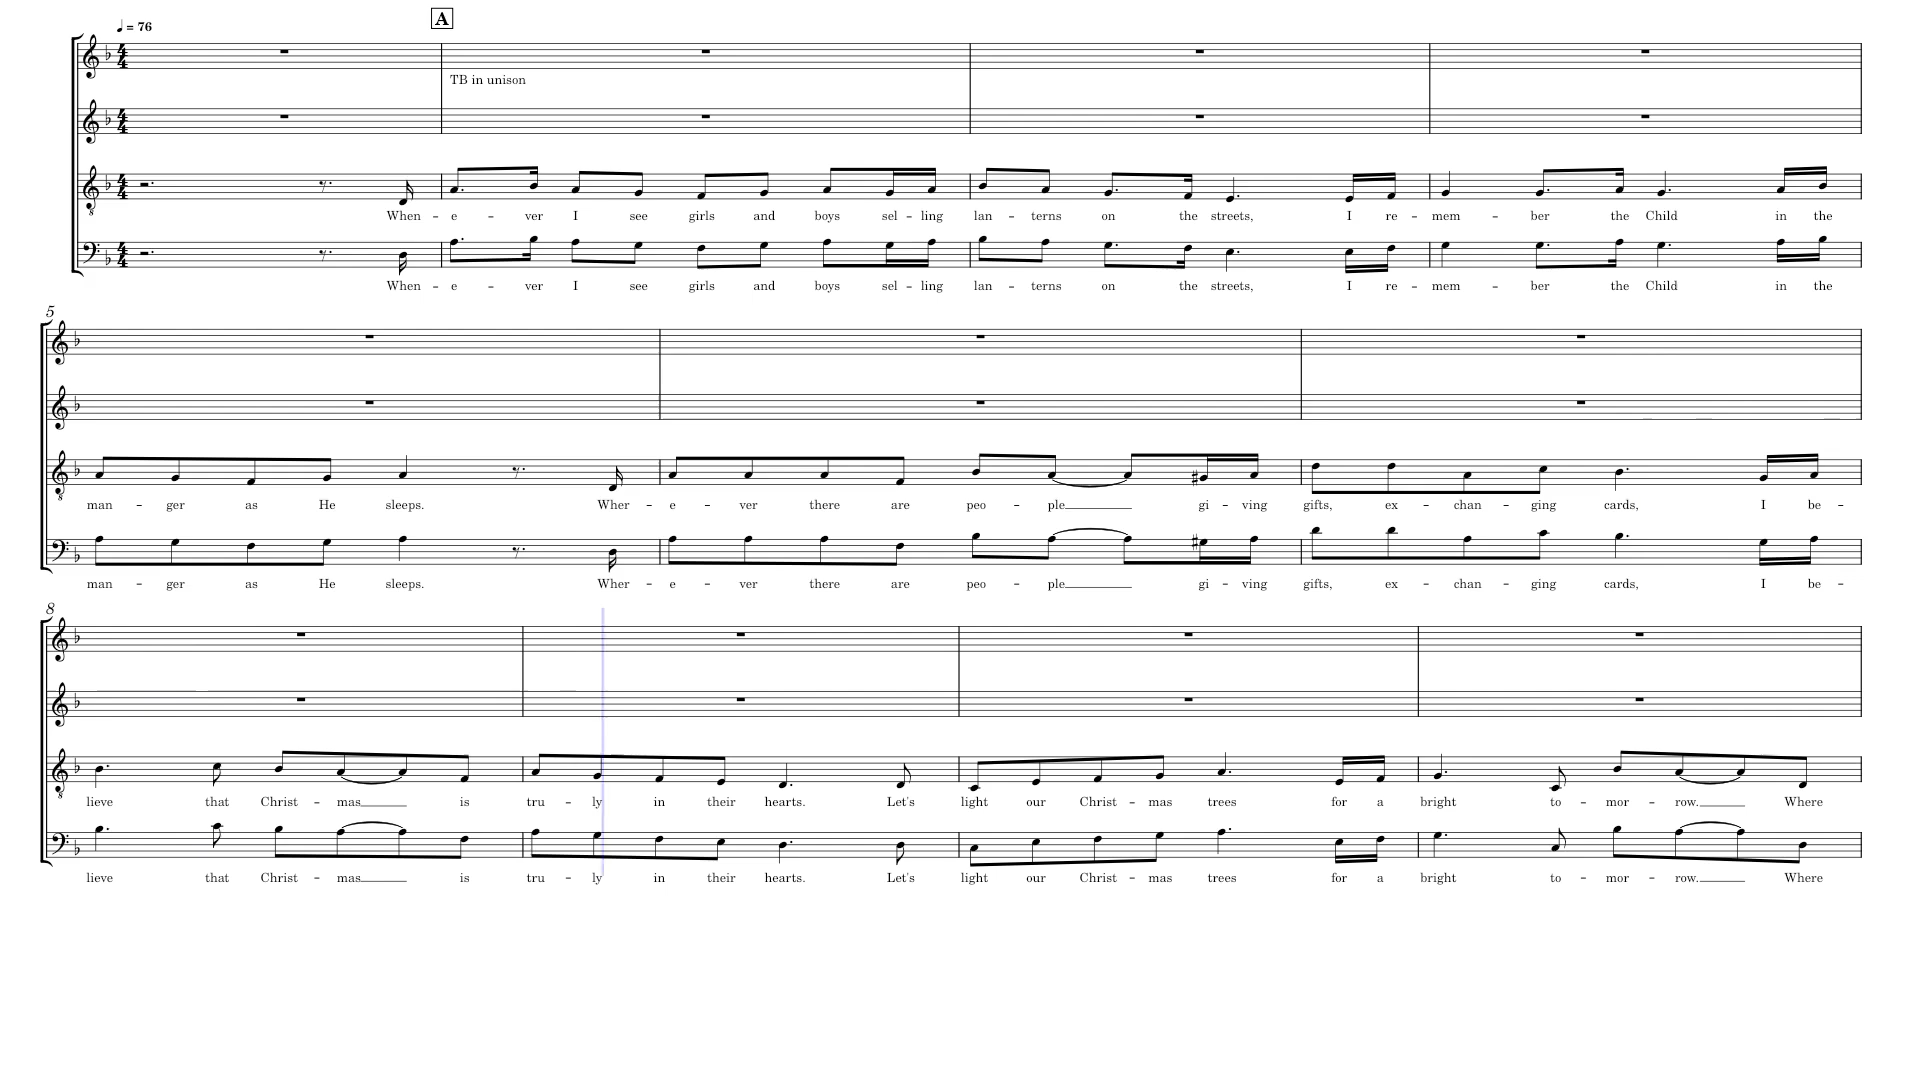 ♩ = 76
A
TB in unison
When - e - ver I see girls and boys sel - ling lan - terns on the streets, I re - mem - ber the Child in the
When - e - ver I see girls and boys sel - ling lan - terns on the streets, I re - mem - ber the Child in the
5
man - ger as He sleeps. Wher - e - ver there are peo - ple gi - ving gifts, ex - chan - ging cards, I be -
man - ger as He sleeps. Wher - e - ver there are peo - ple gi - ving gifts, ex - chan - ging cards, I be -
8
lieve that Christ - mas is tru - ly in their hearts. Let's light our Christ - mas trees for a bright to - mor - row. Where
lieve that Christ - mas is tru - ly in their hearts. Let's light our Christ - mas trees for a bright to - mor - row. Where